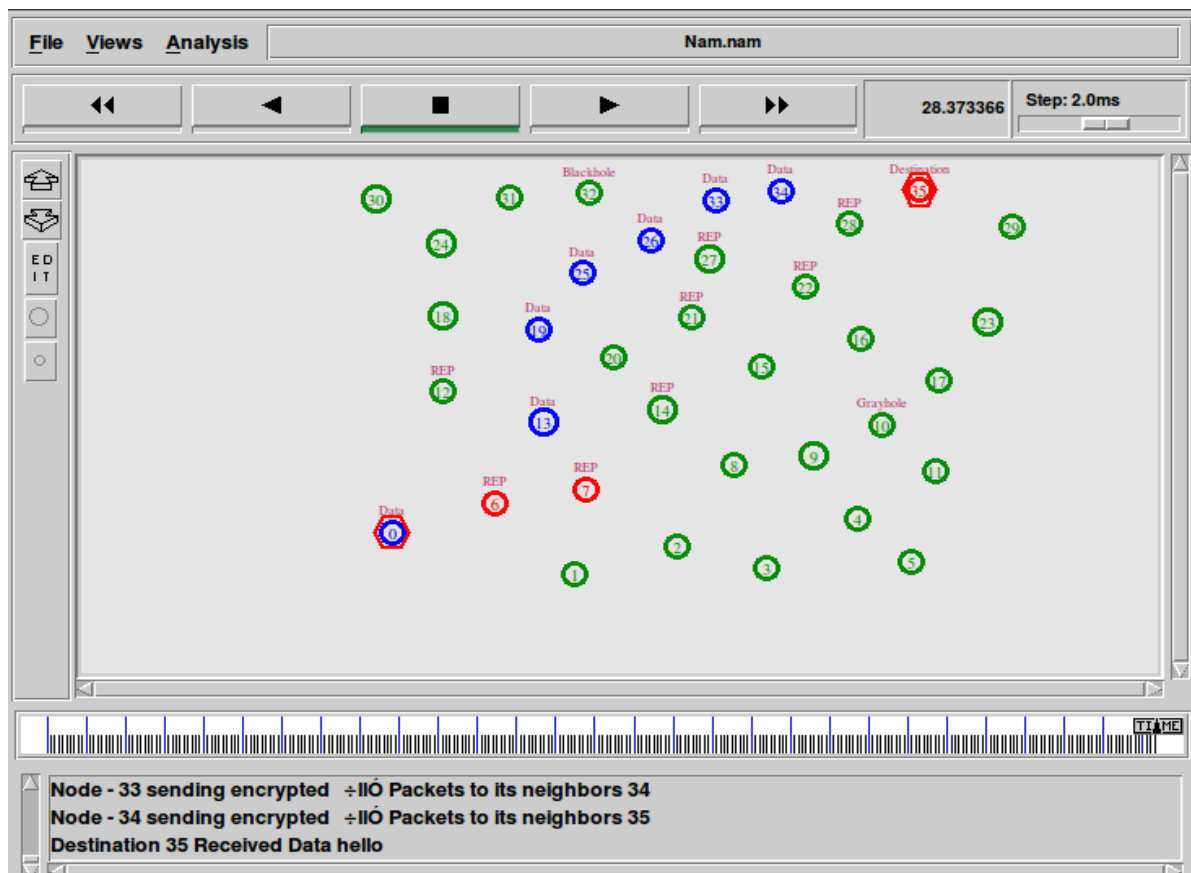 File Views Analysis Nam.nam
28.373366 Step: 2.0ms
E D
I T
Blackhole Data Data Destination
30 31 32 33 34 35
REP
28
Data
26
REP
27
29
24
Data
25
REP
22
REP
21
18
Data
19
23
16
20
15
REP
12
17
REP
14
Grayhole
10
Data
13
8
9
11
REP
7
REP
6
Data
0
4
2
5
3
1
TIME
Node - 33 sending encrypted ÷IIÓ Packets to its neighbors 34
Node - 34 sending encrypted ÷IIÓ Packets to its neighbors 35
Destination 35 Received Data hello